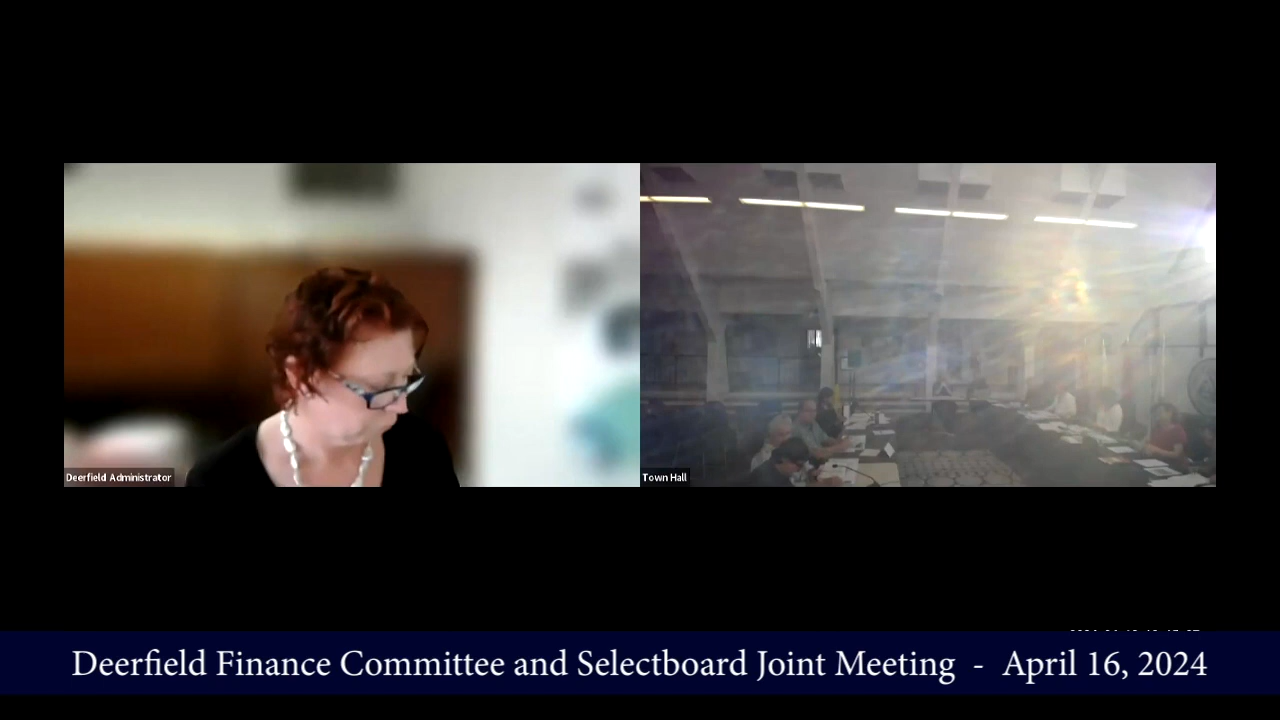 Deerfield Administrator
Town Hall
Deerfield Finance Committee and Selectboard Joint Meeting - April 16, 2024